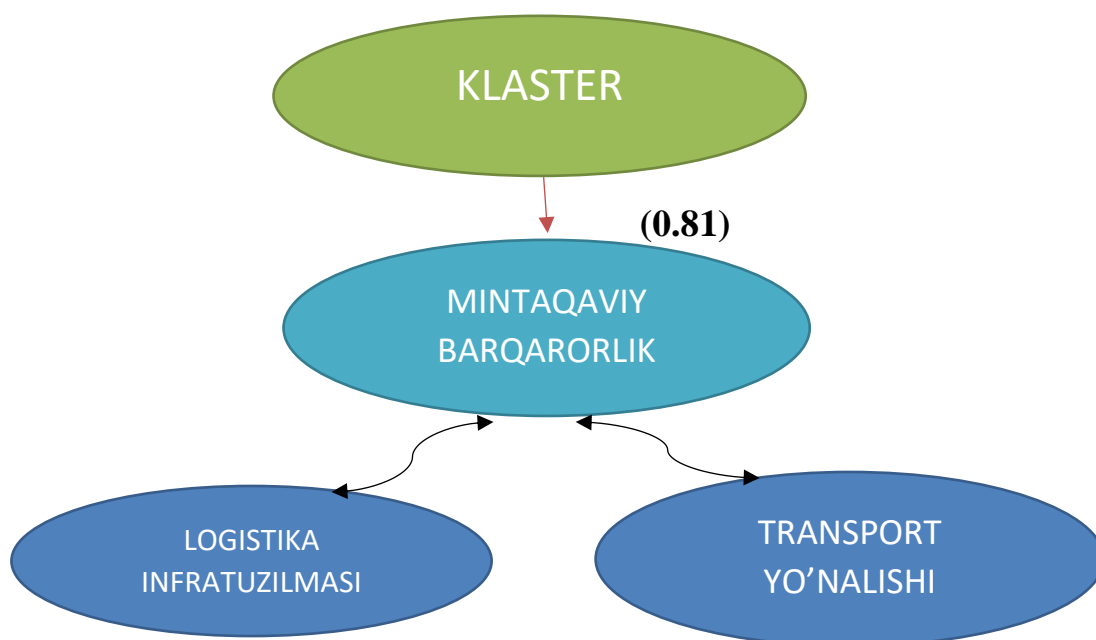 KLASTER
(0.81)
MINTAQAVIY
BARQARORLIK
LOGISTIKA
INFRATUZILMASI
TRANSPORT
YO’NALISHI